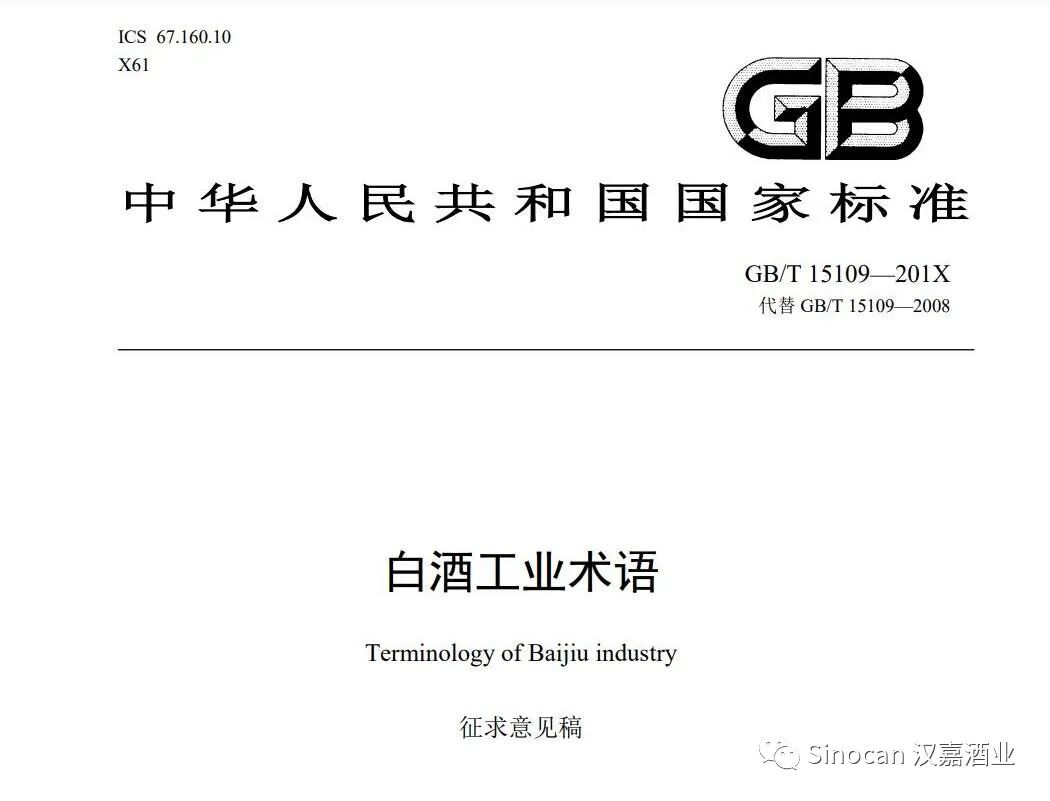 ICS 67.160.10
X61
GB
中华人民共和国国家标准
GB/T 15109—201X
代替 GB/T 15109—2008
白酒工业术语
Terminology of Baijiu industry
征求意见稿
Sinocan 汉嘉酒业